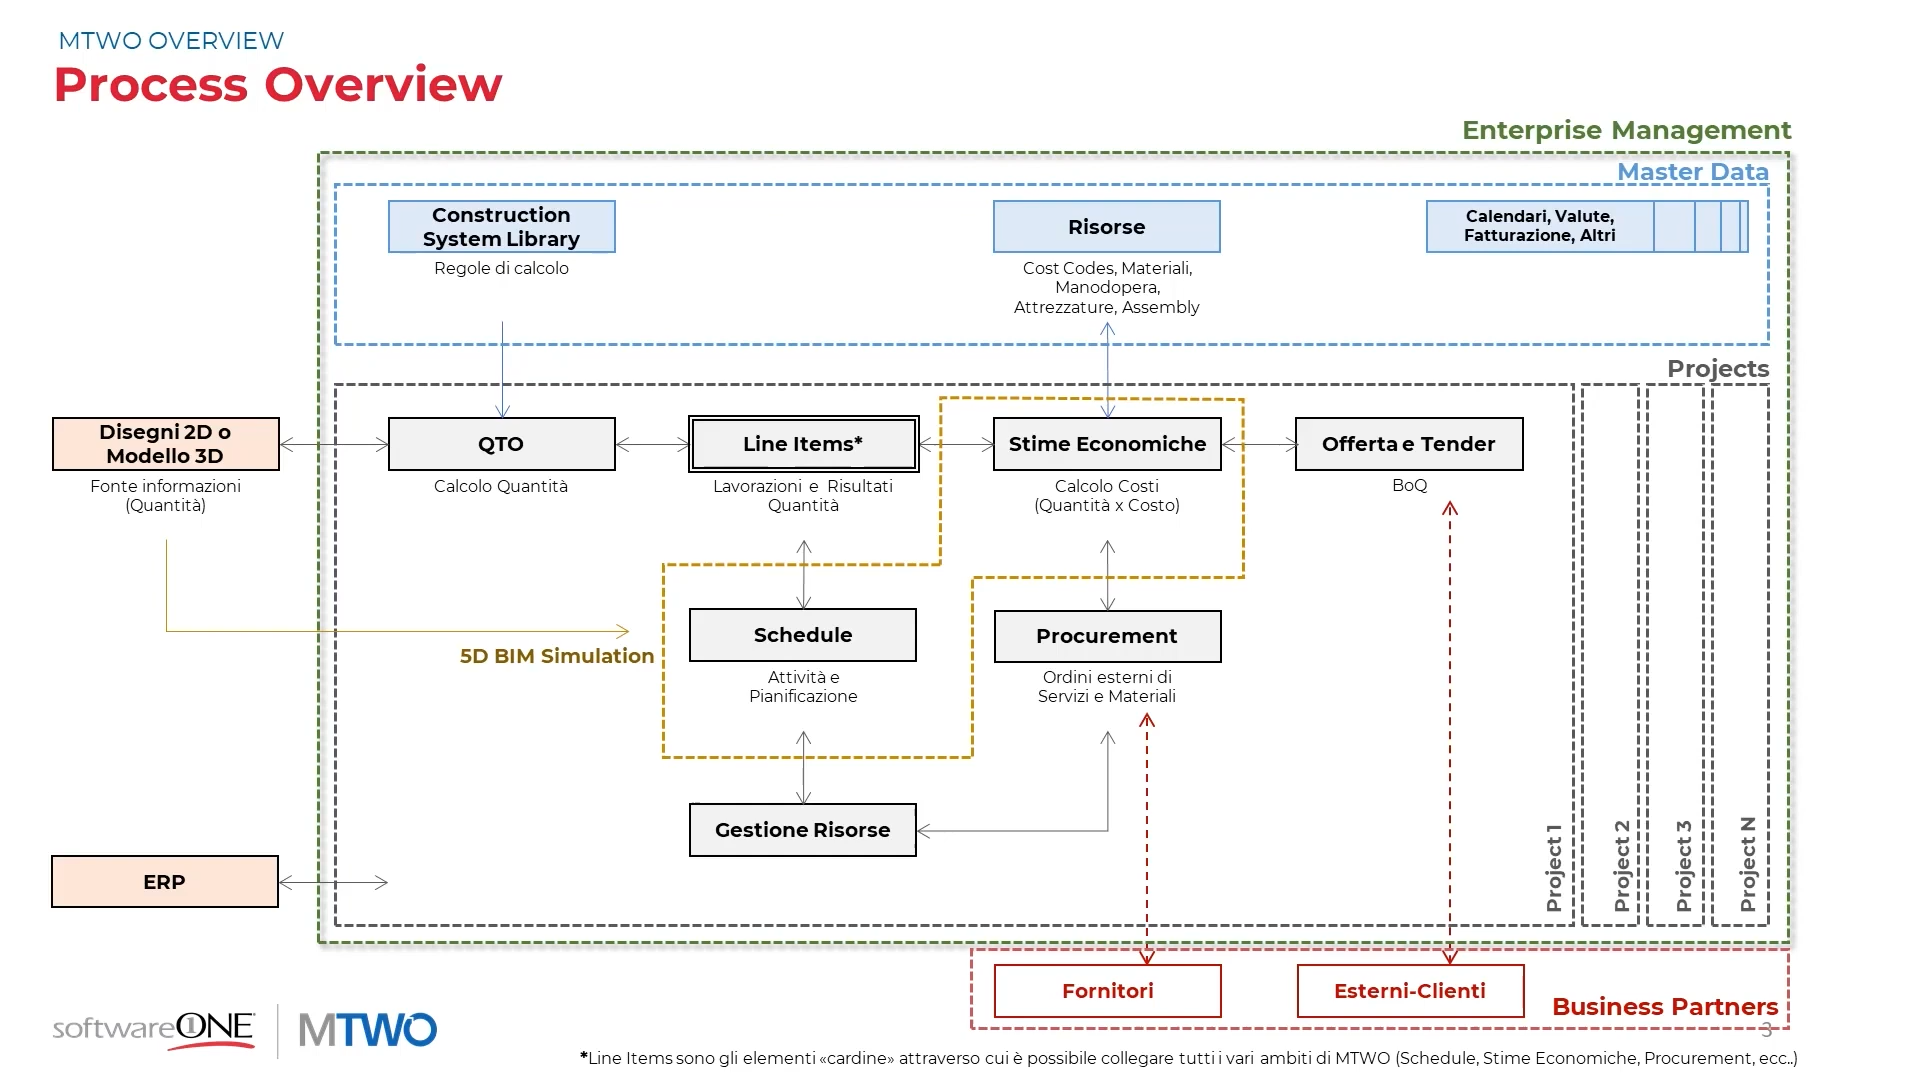 MTWO OVERVIEW
Process Overview
Enterprise Management
Master Data
Construction
System Library
Regole di calcolo
Risorse
Cost Codes, Materiali,
Manodopera,
Attrezzature, Assembly
Calendari, Valute,
Fatturazione, Altri
Projects
Disegni 2D o
Modello 3D
Fonte informazioni
(Quantità)
QTO
Calcolo Quantità
Line Items*
Lavorazioni e Risultati
Quantità
Stime Economiche
Calcolo Costi
(Quantità x Costo)
Offerta e Tender
BoQ
5D BIM Simulation
Schedule
Attività e
Pianificazione
Procurement
Ordini esterni di
Servizi e Materiali
Gestione Risorse
ERP
Project 1
Project 2
Project 3
Project N
Fornitori
Esterni-Clienti
Business Partners
3
softwareONE
MTWO
*Line Items sono gli elementi «cardine» attraverso cui è possibile collegare tutti i vari ambiti di MTWO (Schedule, Stime Economiche, Procurement, ecc..)